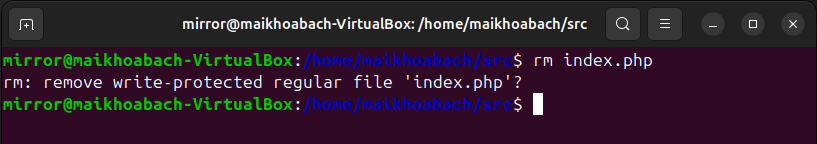 mirror@maikhoabach-VirtualBox: /home/maikhoabach/src
mirror@maikhoabach-VirtualBox:/home/maikhoabach/src$ rm index.php
rm: remove write-protected regular file 'index.php'?
mirror@maikhoabach-VirtualBox:/home/maikhoabach/src$